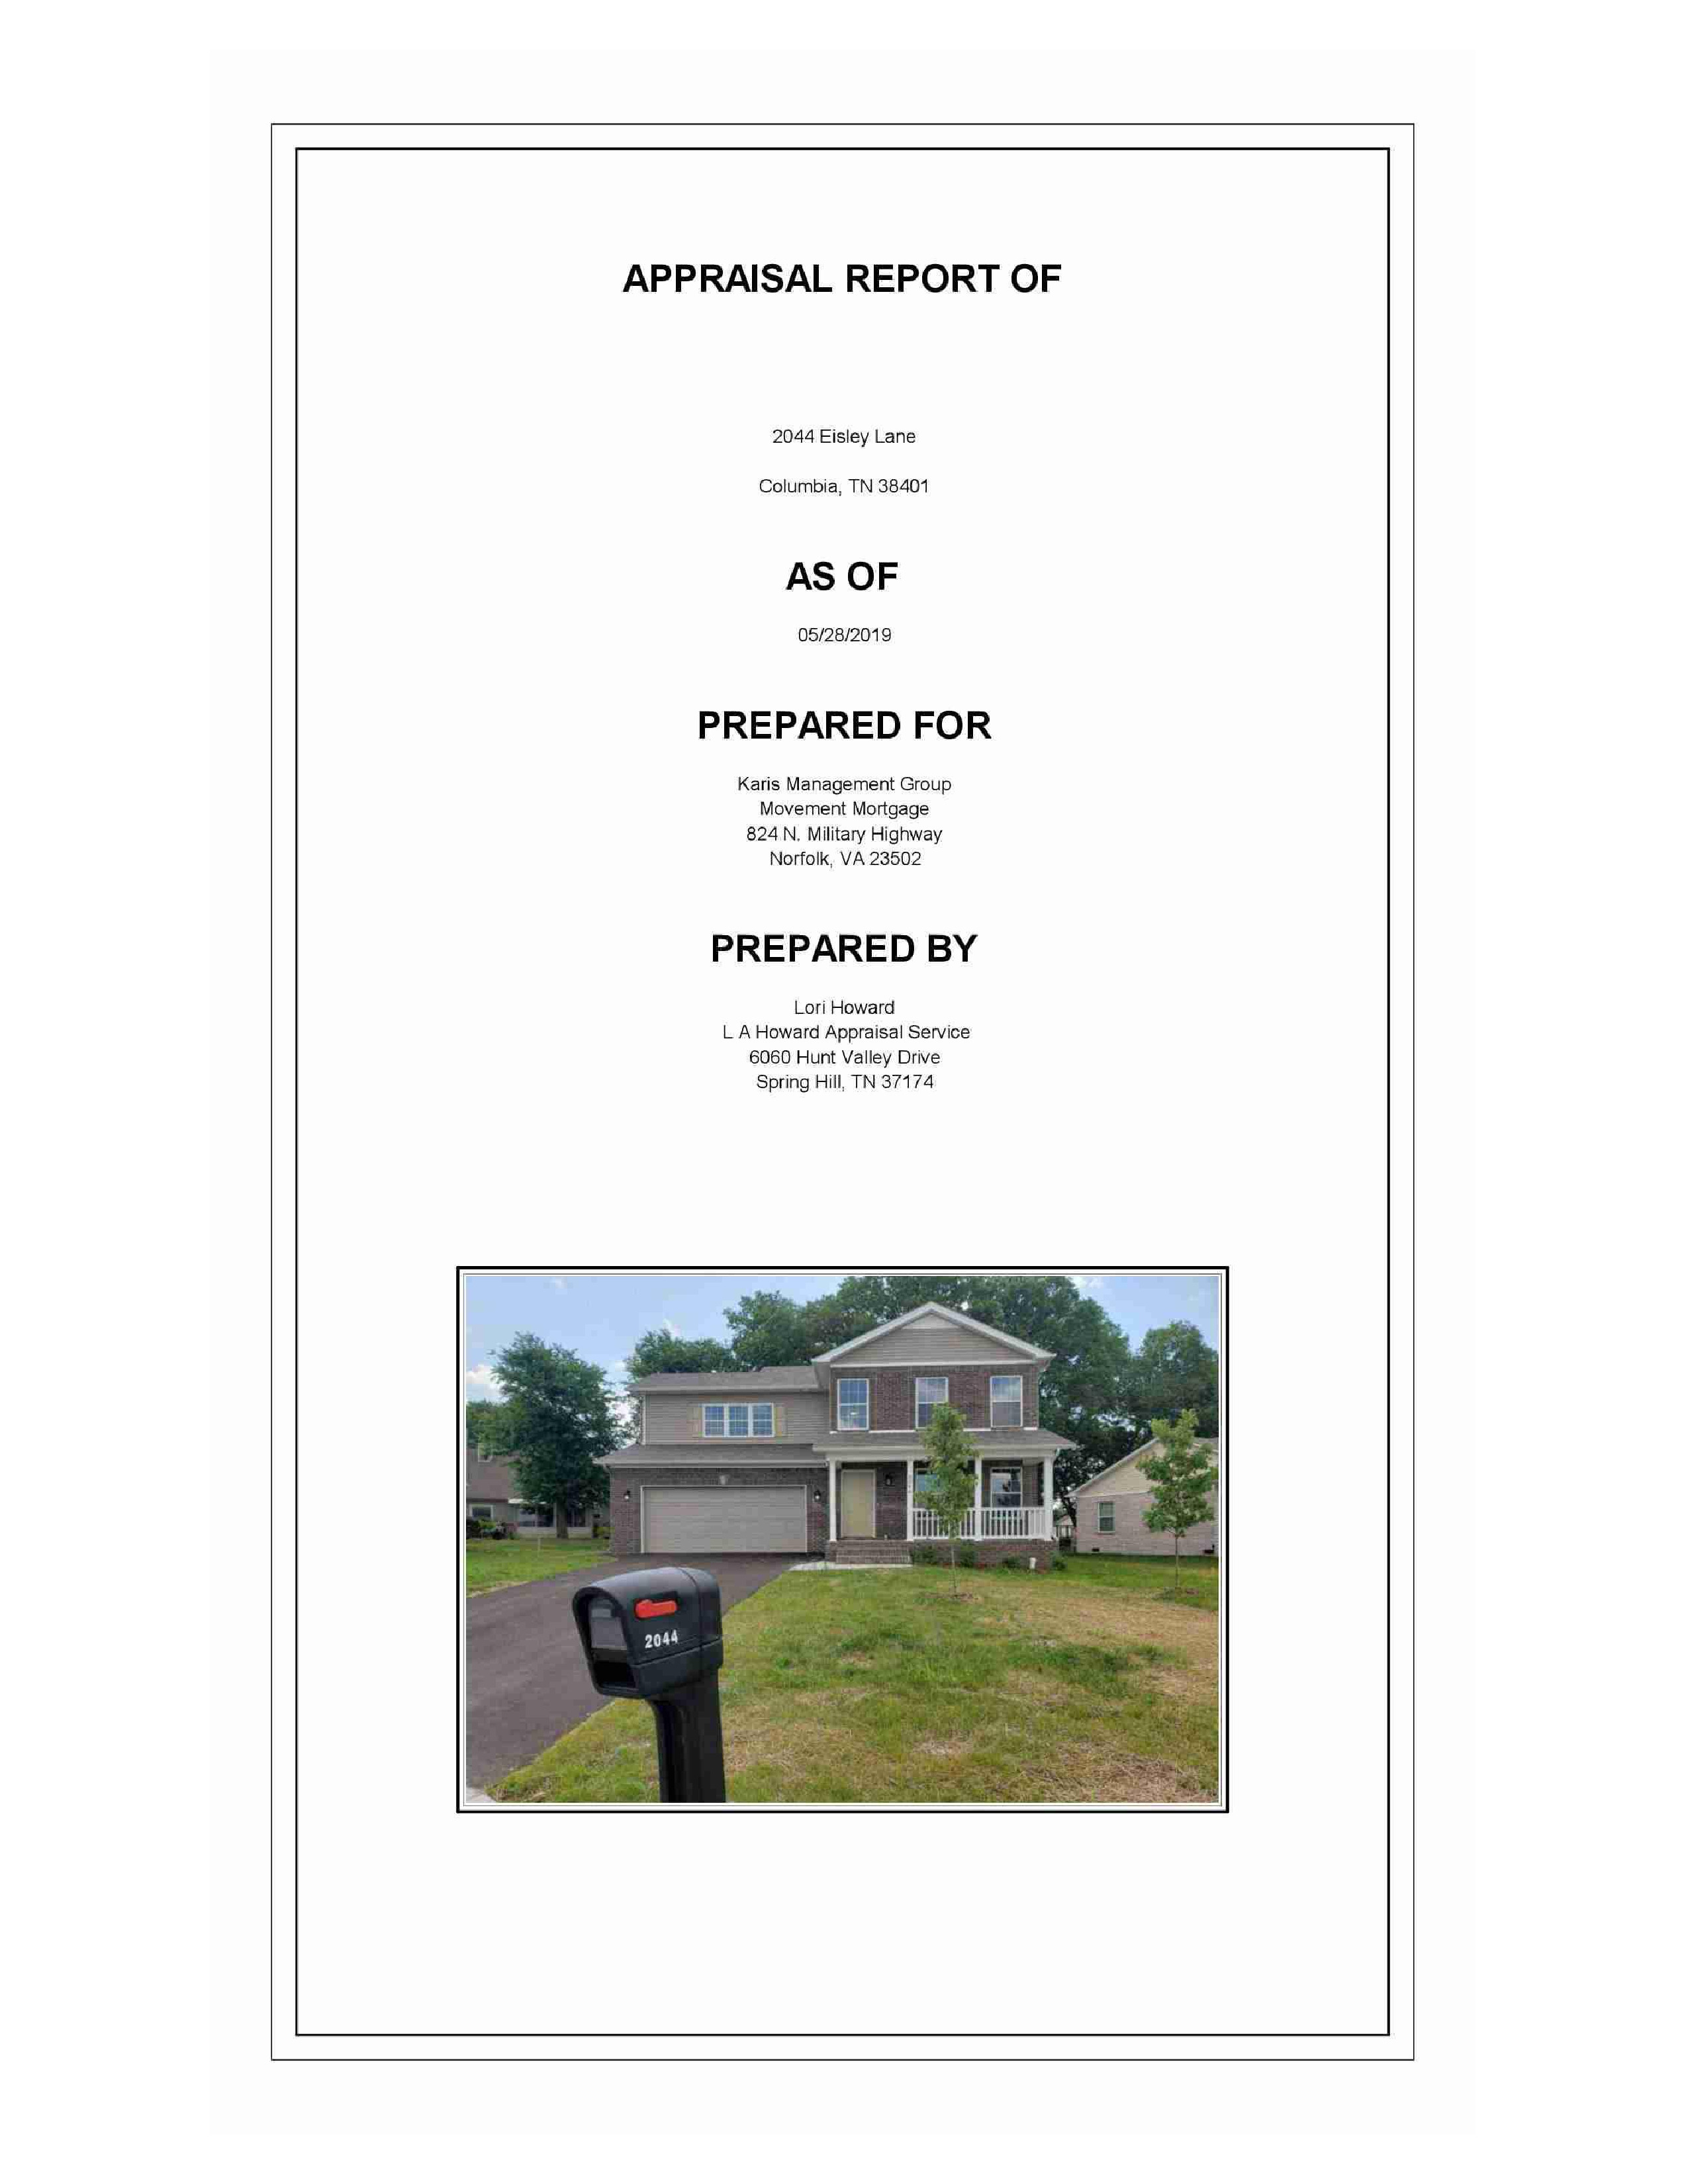 APPRAISAL REPORT OF
2044 Eisley Lane
Columbia, TN 38401
AS OF
05/28/2019
PREPARED FOR
Karis Management Group
Movement Mortgage
824 N. Military Highway
Norfolk, VA 23502
PREPARED BY
Lori Howard
L A Howard Appraisal Service
6060 Hunt Valley Drive
Spring Hill, TN 37174
2044